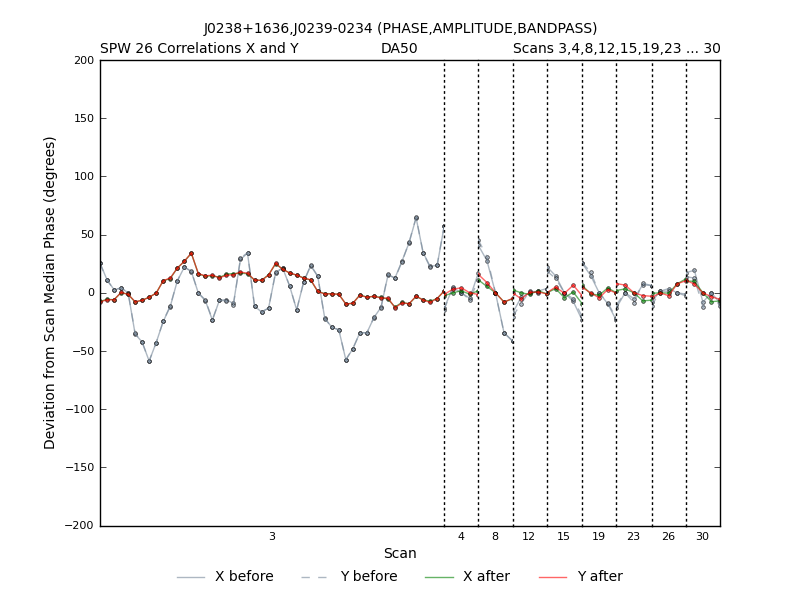 J0238+1636,J0239-0234 (PHASE,AMPLITUDE,BANDPASS)
SPW 26 Correlations X and Y DA50 Scans 3,4,8,12,15,19,23 ... 30
Deviation from Scan Median Phase (degrees)
200
150
100
50
0
−50
−100
−150
−200
3 4 8 12 15 19 23 26 30
Scan
X before Y before X after Y after